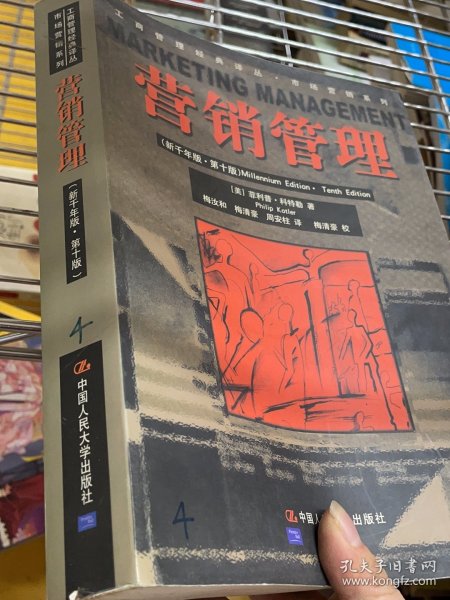 工商管理经典译丛·市场营销系列
MARKETING MANAGEMENT
营销管理
(新千年版·第十版)Millennium Edition· Tenth Edition
[美] 菲利普·科特勒 著
Philip Kotler
梅汝和 梅清豪 周安柱 译 梅清豪 校
中国人
出版社
4
工商管理经典译丛
市场营销系列
营销管理
(新千年版·第十版)
4
中国人民大学出版社
孔夫子旧书网
www.kongfz.com